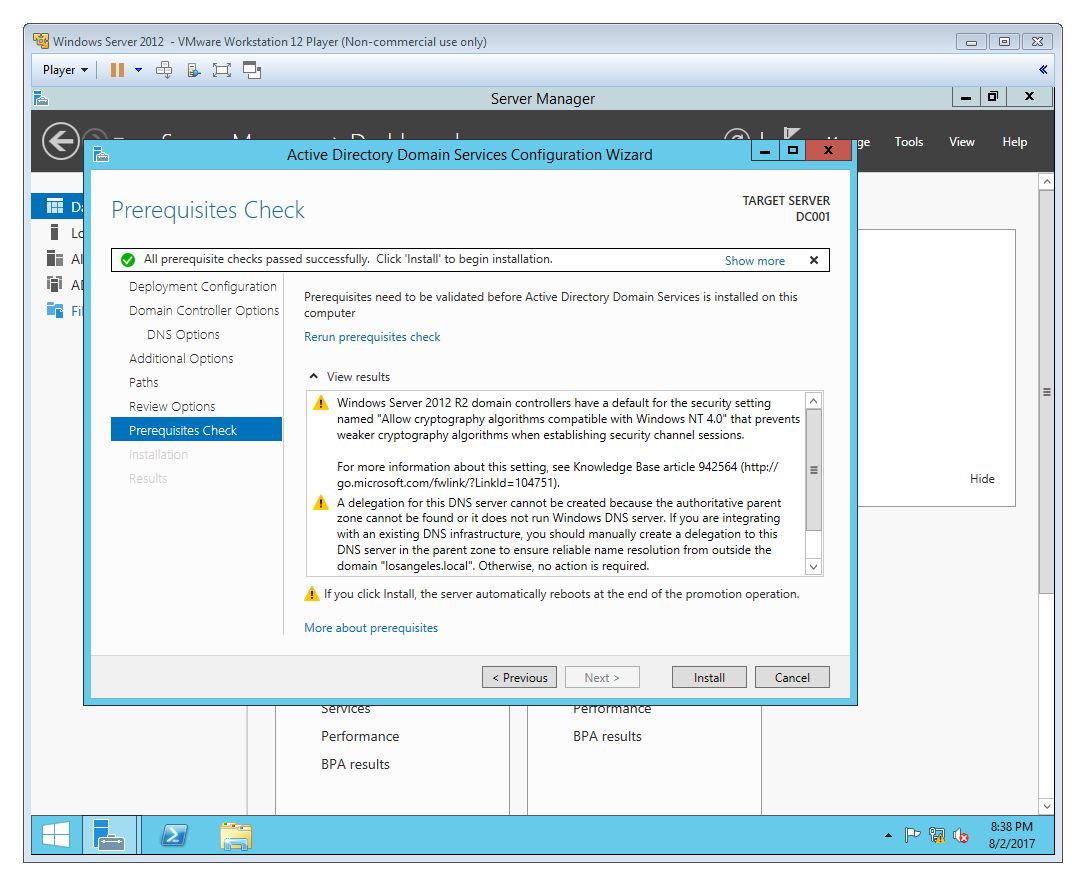 Windows Server 2012 - VMware Workstation 12 Player (Non-commercial use only)
Player
Server Manager
Tools View Help
Active Directory Domain Services Configuration Wizard
Prerequisites Check
TARGET SERVER
DC001
All prerequisite checks passed successfully. Click 'Install' to begin installation.
Show more
Deployment Configuration
Domain Controller Options
DNS Options
Additional Options
Paths
Review Options
Prerequisites Check
Installation
Results
Prerequisites need to be validated before Active Directory Domain Services is installed on this
computer
Rerun prerequisites check
View results
Windows Server 2012 R2 domain controllers have a default for the security setting
named "Allow cryptography algorithms compatible with Windows NT 4.0" that prevents
weaker cryptography algorithms when establishing security channel sessions.
For more information about this setting, see Knowledge Base article 942564 (http://
go.microsoft.com/fwlink/?LinkId=104751).
A delegation for this DNS server cannot be created because the authoritative parent
zone cannot be found or it does not run Windows DNS server. If you are integrating
with an existing DNS infrastructure, you should manually create a delegation to this
DNS server in the parent zone to ensure reliable name resolution from outside the
domain "losangeles.local". Otherwise, no action is required.
If you click Install, the server automatically reboots at the end of the promotion operation.
More about prerequisites
< Previous
Next >
Install
Cancel
Hide
Services
Performance
BPA results
Performance
BPA results
8:38 PM
8/2/2017